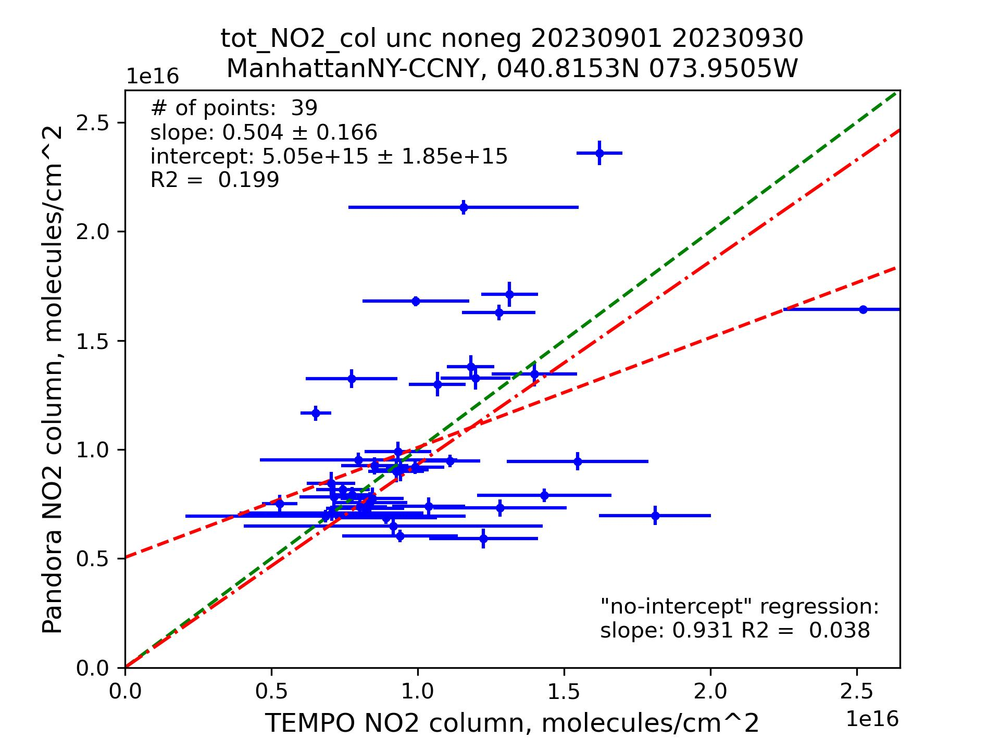 tot_NO2_col unc noneg 20230901 20230930
ManhattanNY-CCNY, 040.8153N 073.9505W
1e16
# of points:  39
slope: 0.504 ± 0.166
intercept: 5.05e+15 ± 1.85e+15
R2 =  0.199
Pandora NO2 column, molecules/cm^2
2.5
2.0
1.5
1.0
0.5
0.0
"no-intercept" regression:
slope: 0.931 R2 =  0.038
0.0 0.5 1.0 1.5 2.0 2.5
TEMPO NO2 column, molecules/cm^2
1e16